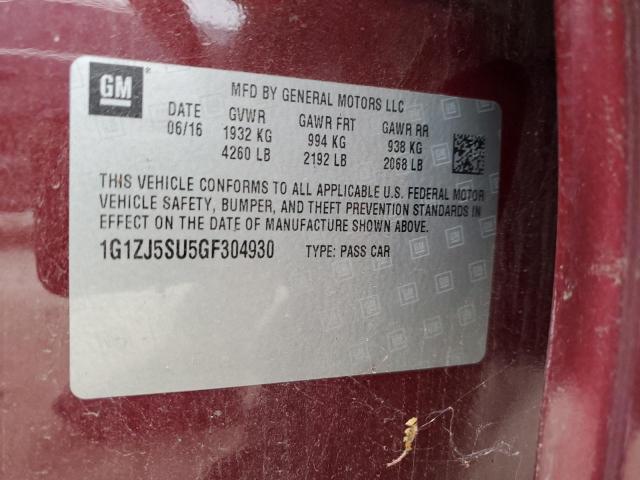 GM
MFD BY GENERAL MOTORS LLC
DATE GVWR GAWR FRT GAWR RR
06/16 1932 KG 994 KG 938 KG
4260 LB 2192 LB 2068 LB
THIS VEHICLE CONFORMS TO ALL APPLICABLE U.S. FEDERAL MOTOR
VEHICLE SAFETY, BUMPER, AND THEFT PREVENTION STANDARDS IN
EFFECT ON THE DATE OF MANUFACTURE SHOWN ABOVE.
1G1ZJ5SU5GF304930 TYPE: PASS CAR